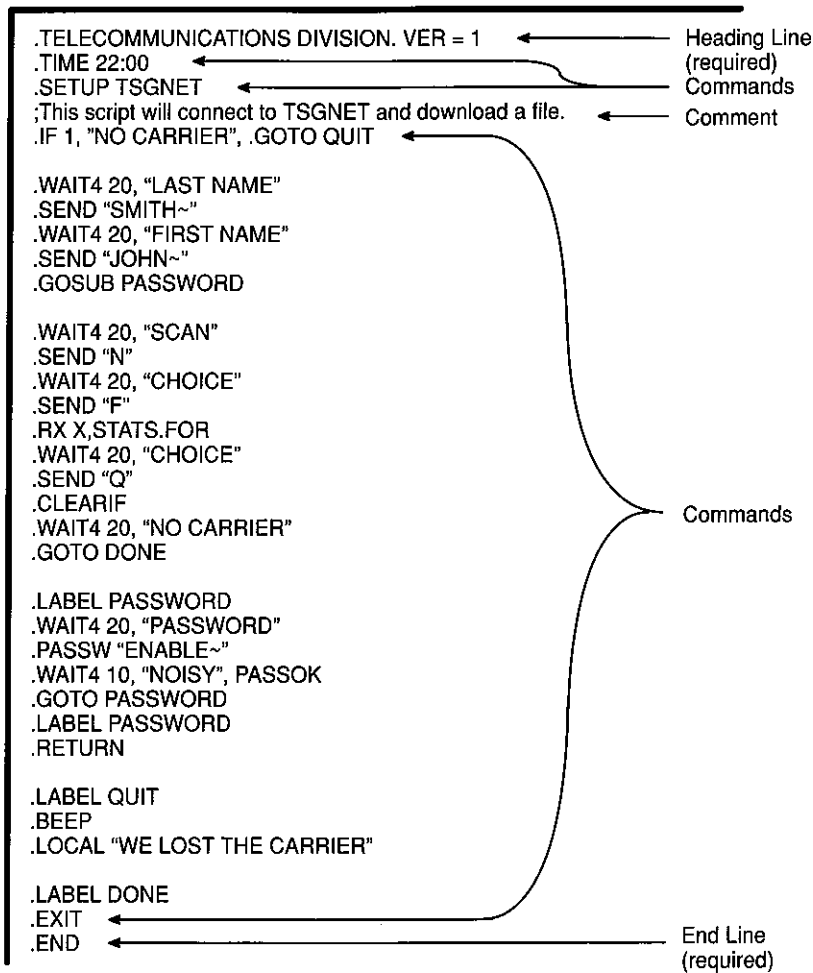 .TELECOMMUNICATIONS DIVISION. VER = 1
Heading Line
(required)
.TIME 22:00
.SETUP TSGNET
Commands
;This script will connect to TSGNET and download a file.
Comment
.IF 1, "NO CARRIER", .GOTO QUIT
.WAIT4 20, “LAST NAME”
.SEND “SMITH~”
.WAIT4 20, “FIRST NAME”
.SEND “JOHN~”
.GOSUB PASSWORD
.WAIT4 20, “SCAN”
.SEND “N”
.WAIT4 20, “CHOICE”
.SEND “F”
.RX X,STATS.FOR
.WAIT4 20, “CHOICE”
.SEND “Q”
.CLEARIF
.WAIT4 20, “NO CARRIER”
.GOTO DONE
Commands
.LABEL PASSWORD
.WAIT4 20, “PASSWORD”
.PASSW “ENABLE~”
.WAIT4 10, “NOISY”, PASSOK
.GOTO PASSWORD
.LABEL PASSWORD
.RETURN
.LABEL QUIT
.BEEP
.LOCAL “WE LOST THE CARRIER”
.LABEL DONE
.EXIT
.END
End Line
(required)